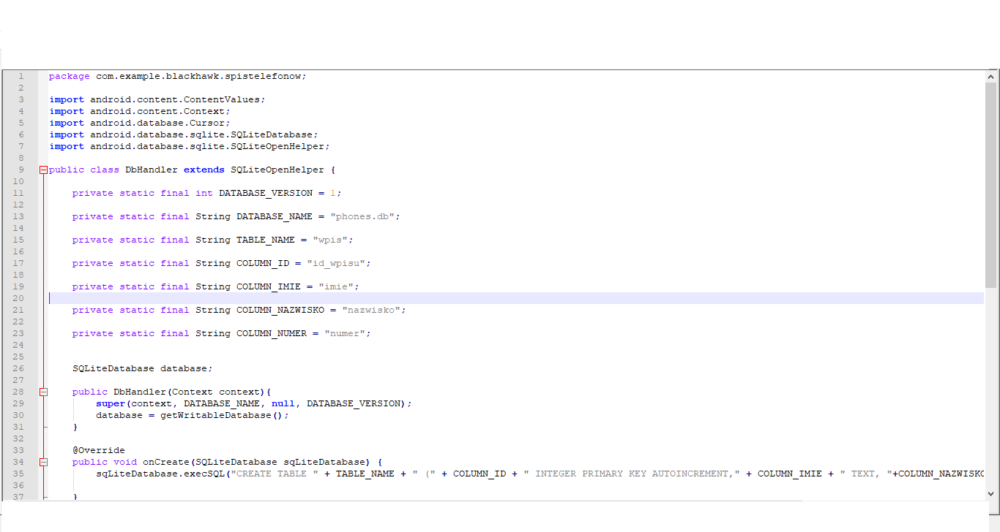 1 package com.example.blackhawk.spistelefonow;
2
3 import android.content.ContentValues;
4 import android.content.Context;
5 import android.database.Cursor;
6 import android.database.sqlite.SQLiteDatabase;
7 import android.database.sqlite.SQLiteOpenHelper;
8
9 public class DbHandler extends SQLiteOpenHelper {
10
11 private static final int DATABASE_VERSION = 1;
12
13 private static final String DATABASE_NAME = "phones.db";
14
15 private static final String TABLE_NAME = "wpis";
16
17 private static final String COLUMN_ID = "id_wpisu";
18
19 private static final String COLUMN_IMIE = "imie";
20
21 private static final String COLUMN_NAZWISKO = "nazwisko";
22
23 private static final String COLUMN_NUMER = "numer";
24
25
26 SQLiteDatabase database;
27
28 public DbHandler(Context context){
29 super(context, DATABASE_NAME, null, DATABASE_VERSION);
30 database = getWritableDatabase();
31 }
32
33 @Override
34 public void onCreate(SQLiteDatabase sqLiteDatabase) {
35 sqLiteDatabase.execSQL("CREATE TABLE " + TABLE_NAME + " (" + COLUMN_ID + " INTEGER PRIMARY KEY AUTOINCREMENT," + COLUMN_IMIE + " TEXT, "+COLUMN_NAZWISK
36
37 }